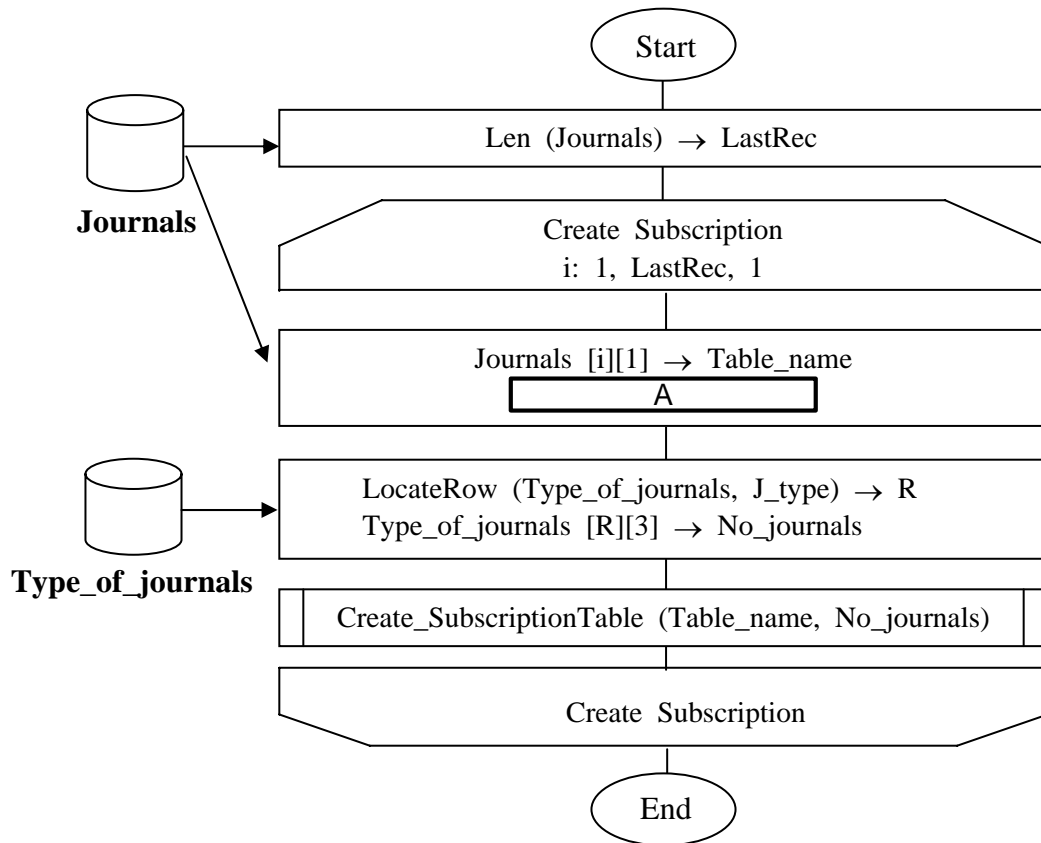 Start
Len (Journals) → LastRec
Journals
Create Subscription
i: 1, LastRec, 1
Journals [i][1] → Table_name
A
LocateRow (Type_of_journals, J_type) → R
Type_of_journals [R][3] → No_journals
Type_of_journals
Create_SubscriptionTable (Table_name, No_journals)
Create Subscription
End